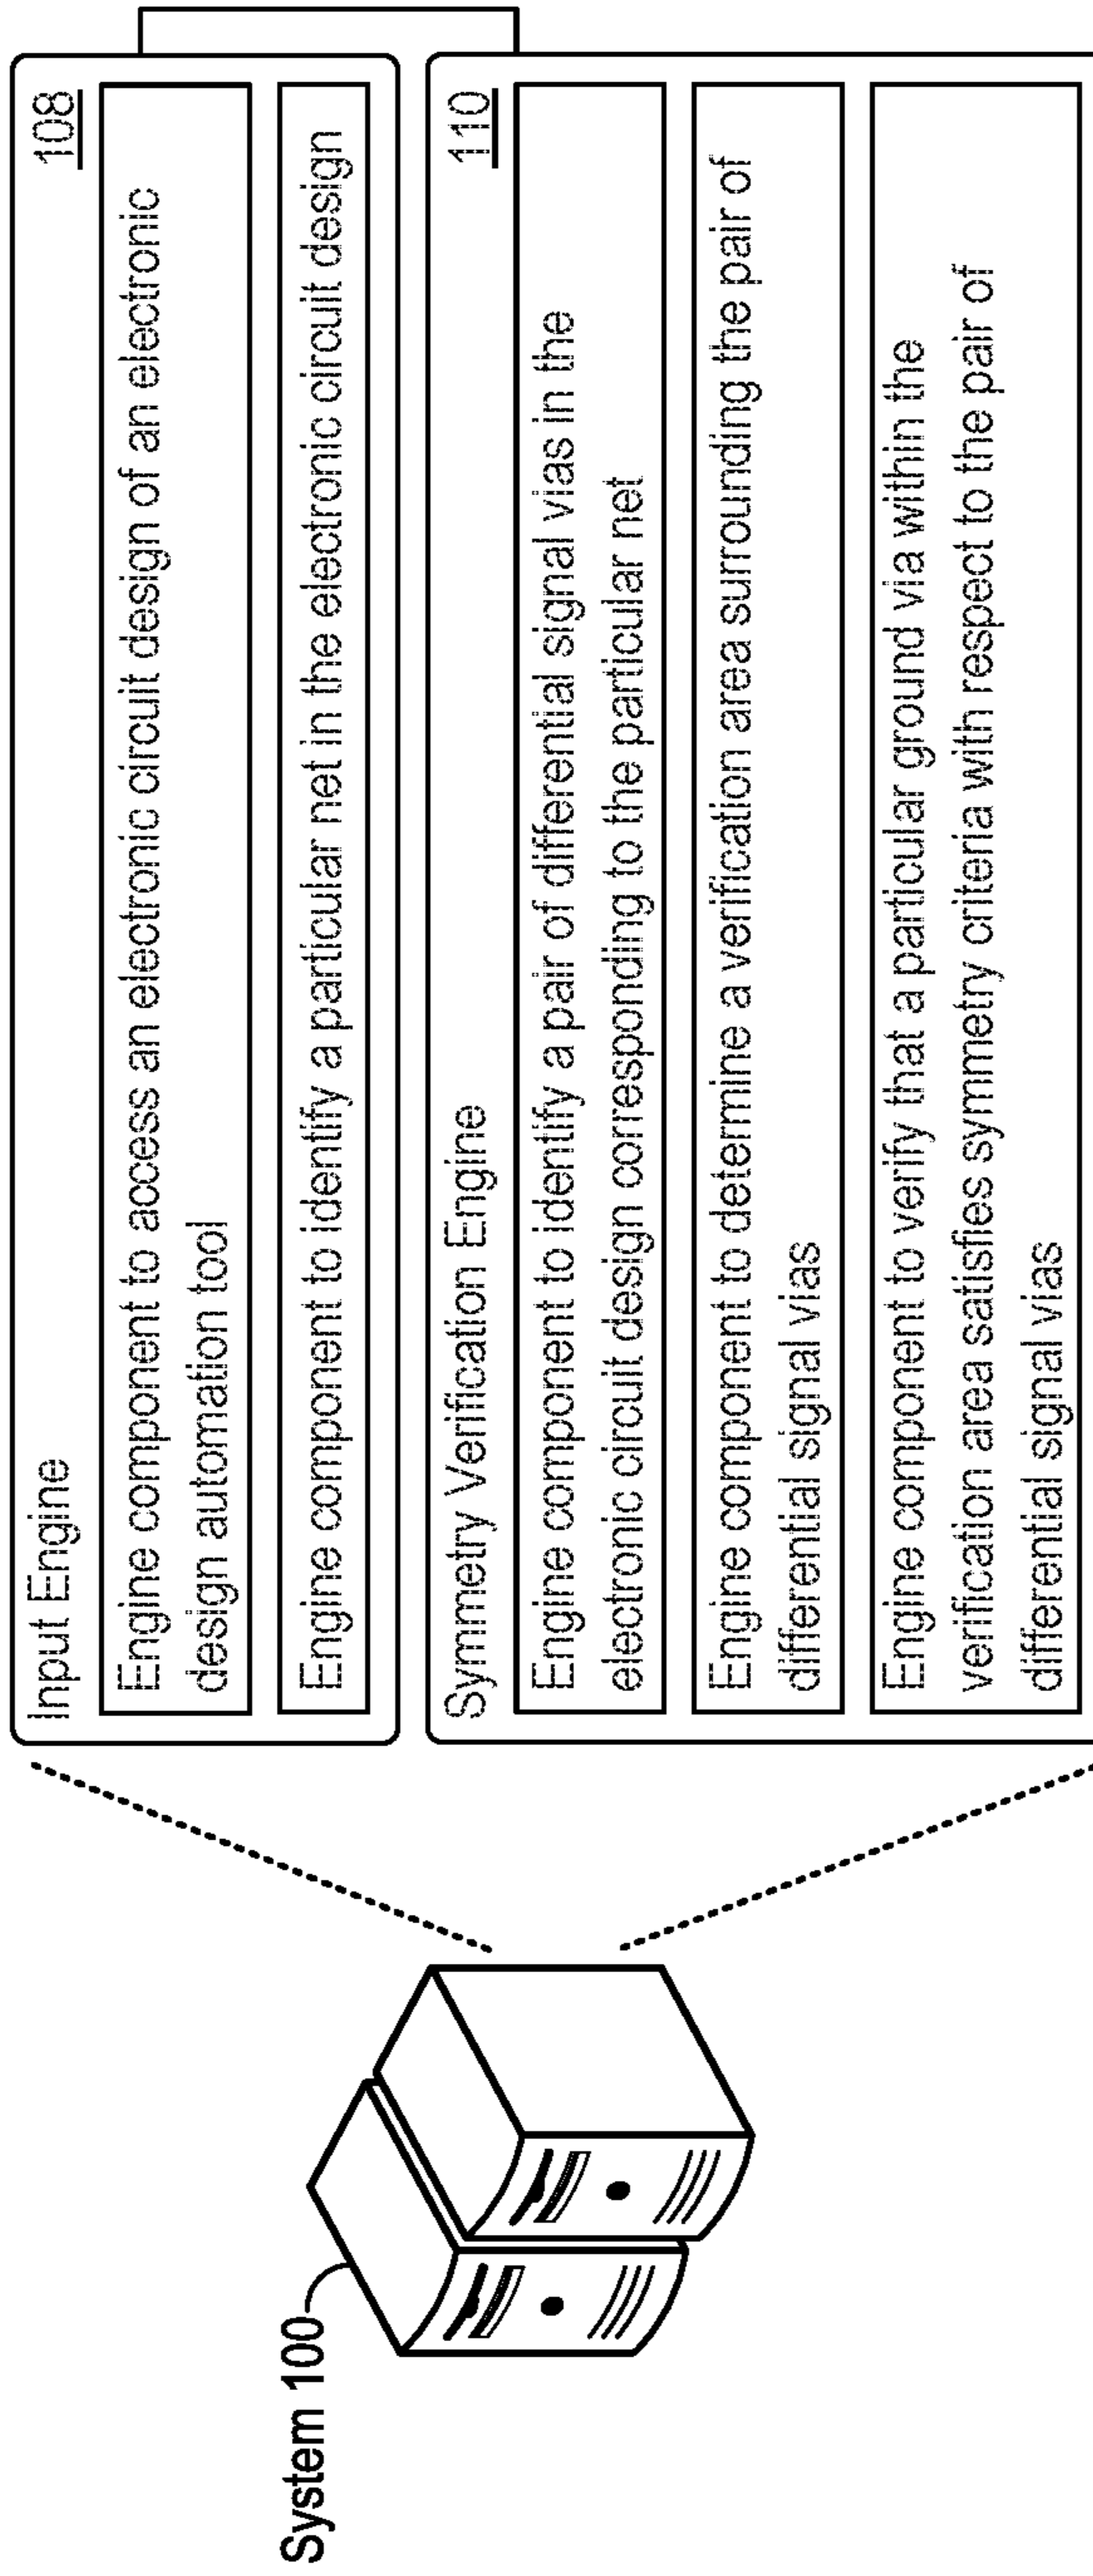 System 100
Input Engine
108
Engine component to access an electronic circuit design of an electronic
design automation tool
Engine component to identify a particular net in the electronic circuit design
Symmetry Verification Engine
110
Engine component to identify a pair of differential signal vias in the
electronic circuit design corresponding to the particular net
Engine component to determine a verification area surrounding the pair of
differential signal vias
Engine component to verify that a particular ground via within the
verification area satisfies symmetry criteria with respect to the pair of
differential signal vias